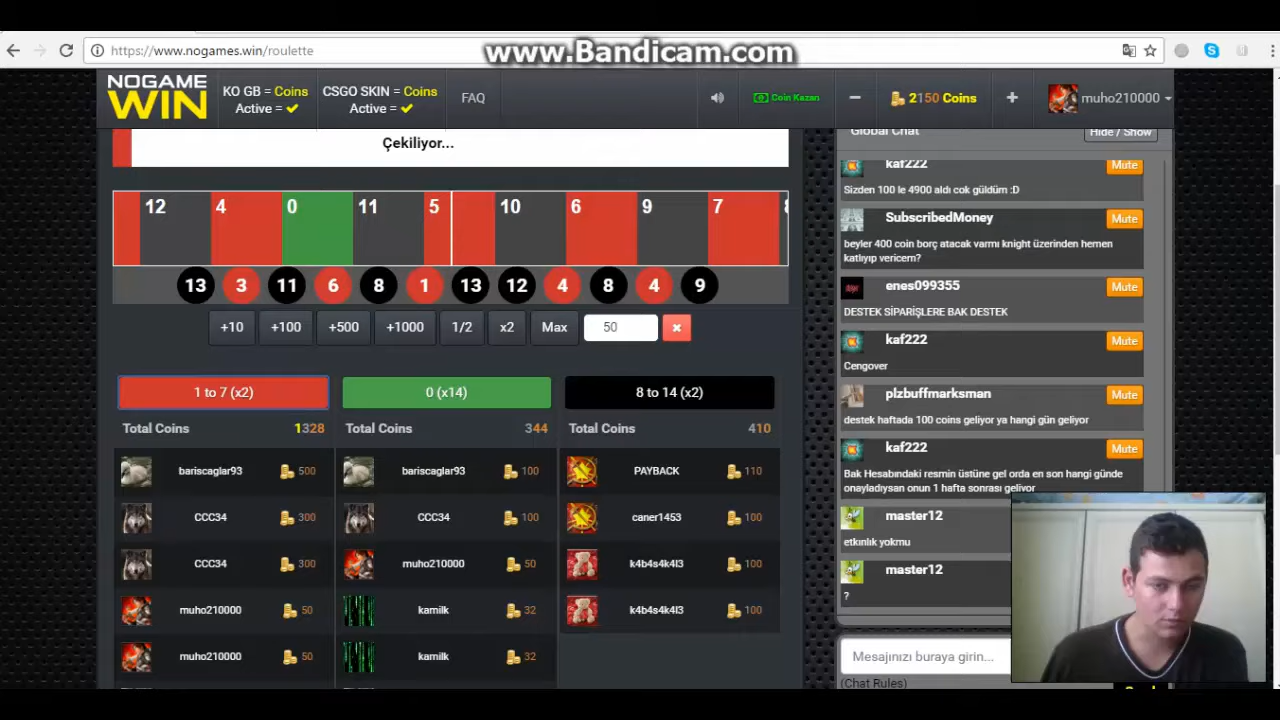 https://www.nogames.win/roulette
www.Bandicam.com
NOGAME
WIN
KO GB = Coins
Active =
CSGO SKIN = Coins
Active =
FAQ
Coin Kazan
2150 Coins
muho210000
Çekiliyor...
12 4 0 11 5 10 6 9 7
13 3 11 6 8 1 13 12 4 8 4 9
+10 +100 +500 +1000 1/2 x2 Max 50
1 to 7 (x2)
Total Coins 1328
bariscaglar93 500
CCC34 300
CCC34 300
muho210000 50
muho210000 50
0 (x14)
Total Coins 344
bariscaglar93 100
CCC34 100
muho210000 50
kamilk 32
kamilk 32
8 to 14 (x2)
Total Coins 410
PAYBACK 110
caner1453 100
k4b4s4k4l3 100
k4b4s4k4l3 100
Global Chat
Hide / Show
kaf222 Mute
Sizden 100 le 4900 aldı cok güldüm :D
SubscribedMoney Mute
beyler 400 coin borç atacak varmı knight üzerinden hemen
katlıyıp vericem?
enes099355 Mute
DESTEK SİPARİŞLERE BAK DESTEK
kaf222 Mute
Cengover
plzbuffmarksman Mute
destek haftada 100 coins geliyor ya hangi gün geliyor
kaf222 Mute
Bak Hesabındaki resmin üstüne gel orda en son hangi günde
onayladıysan onun 1 hafta sonrası geliyor
master12
etkınlık yokmu
master12
?
Mesajınızı buraya girin...
(Chat Rules)